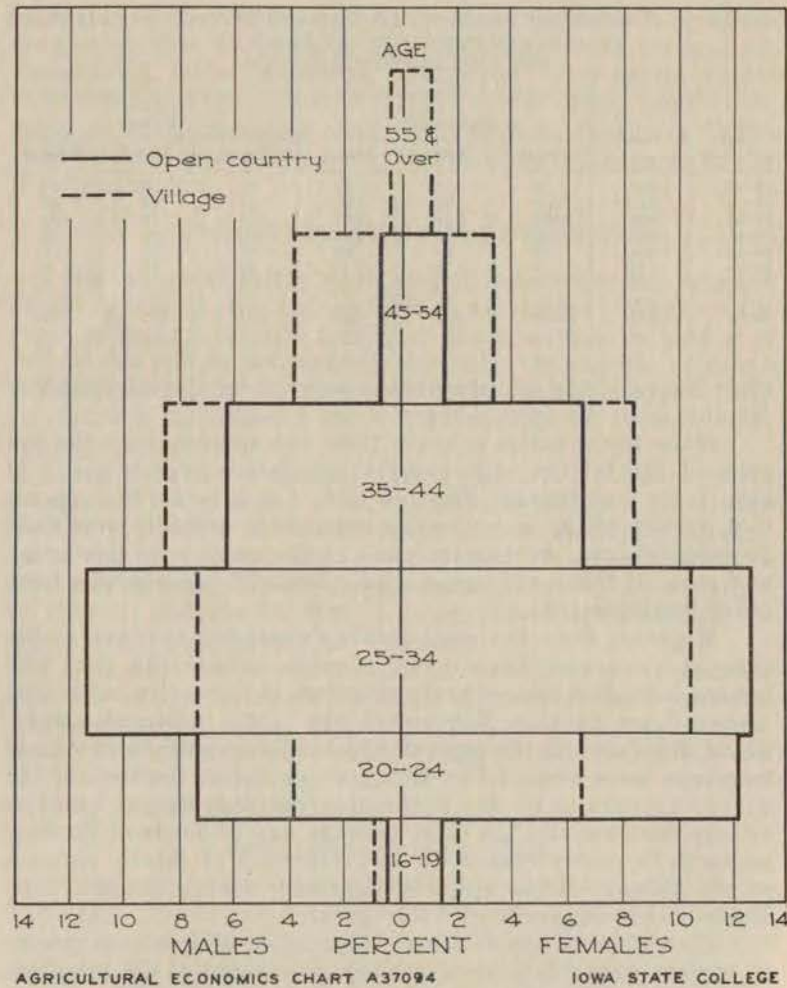 AGE
55 &
Over
Open country
Village
45-54
35-44
25-34
20-24
16-19
14 12 10 8 6 4 2 0 2 4 6 8 10 12 14
MALES PERCENT FEMALES
AGRICULTURAL ECONOMICS CHART A37094 IOWA STATE COLLEGE